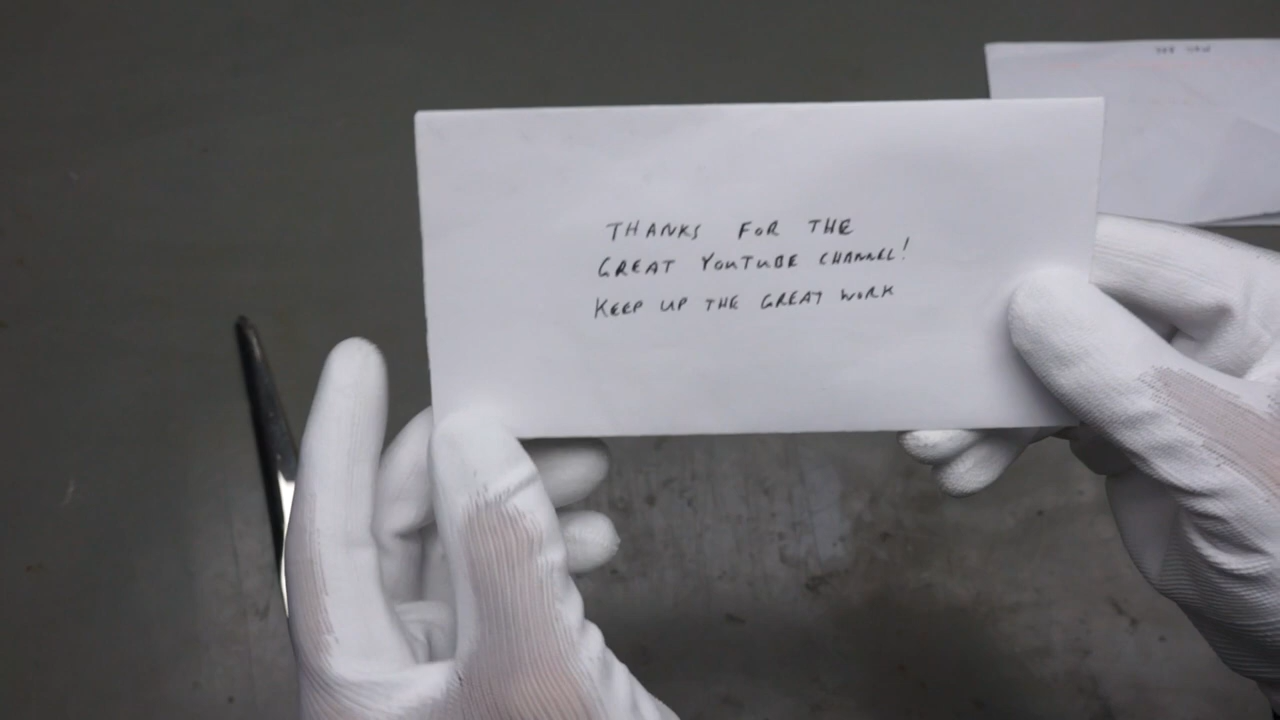 THANKS FOR THE
GREAT YOUTUBE CHANNEL!
KEEP UP THE GREAT WORK